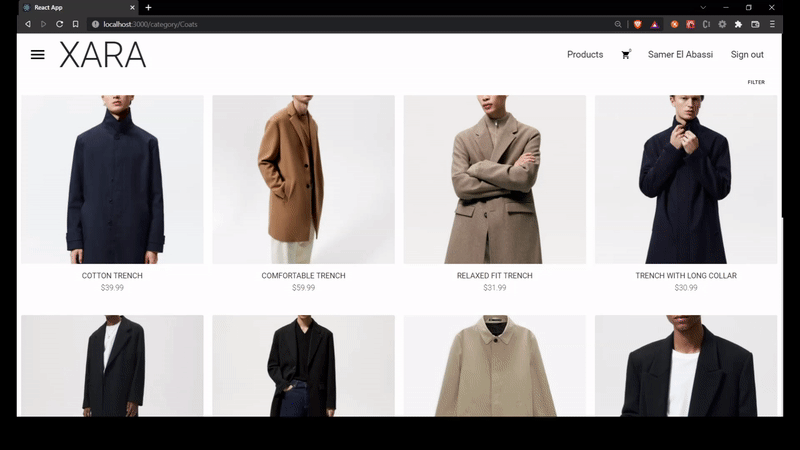 React App
localhost:3000/category/Coats
XARA
Products
Samer El Abassi
Sign out
FILTER
COTTON TRENCH
$39.99
COMFORTABLE TRENCH
$59.99
RELAXED FIT TRENCH
$31.99
TRENCH WITH LONG COLLAR
$30.99